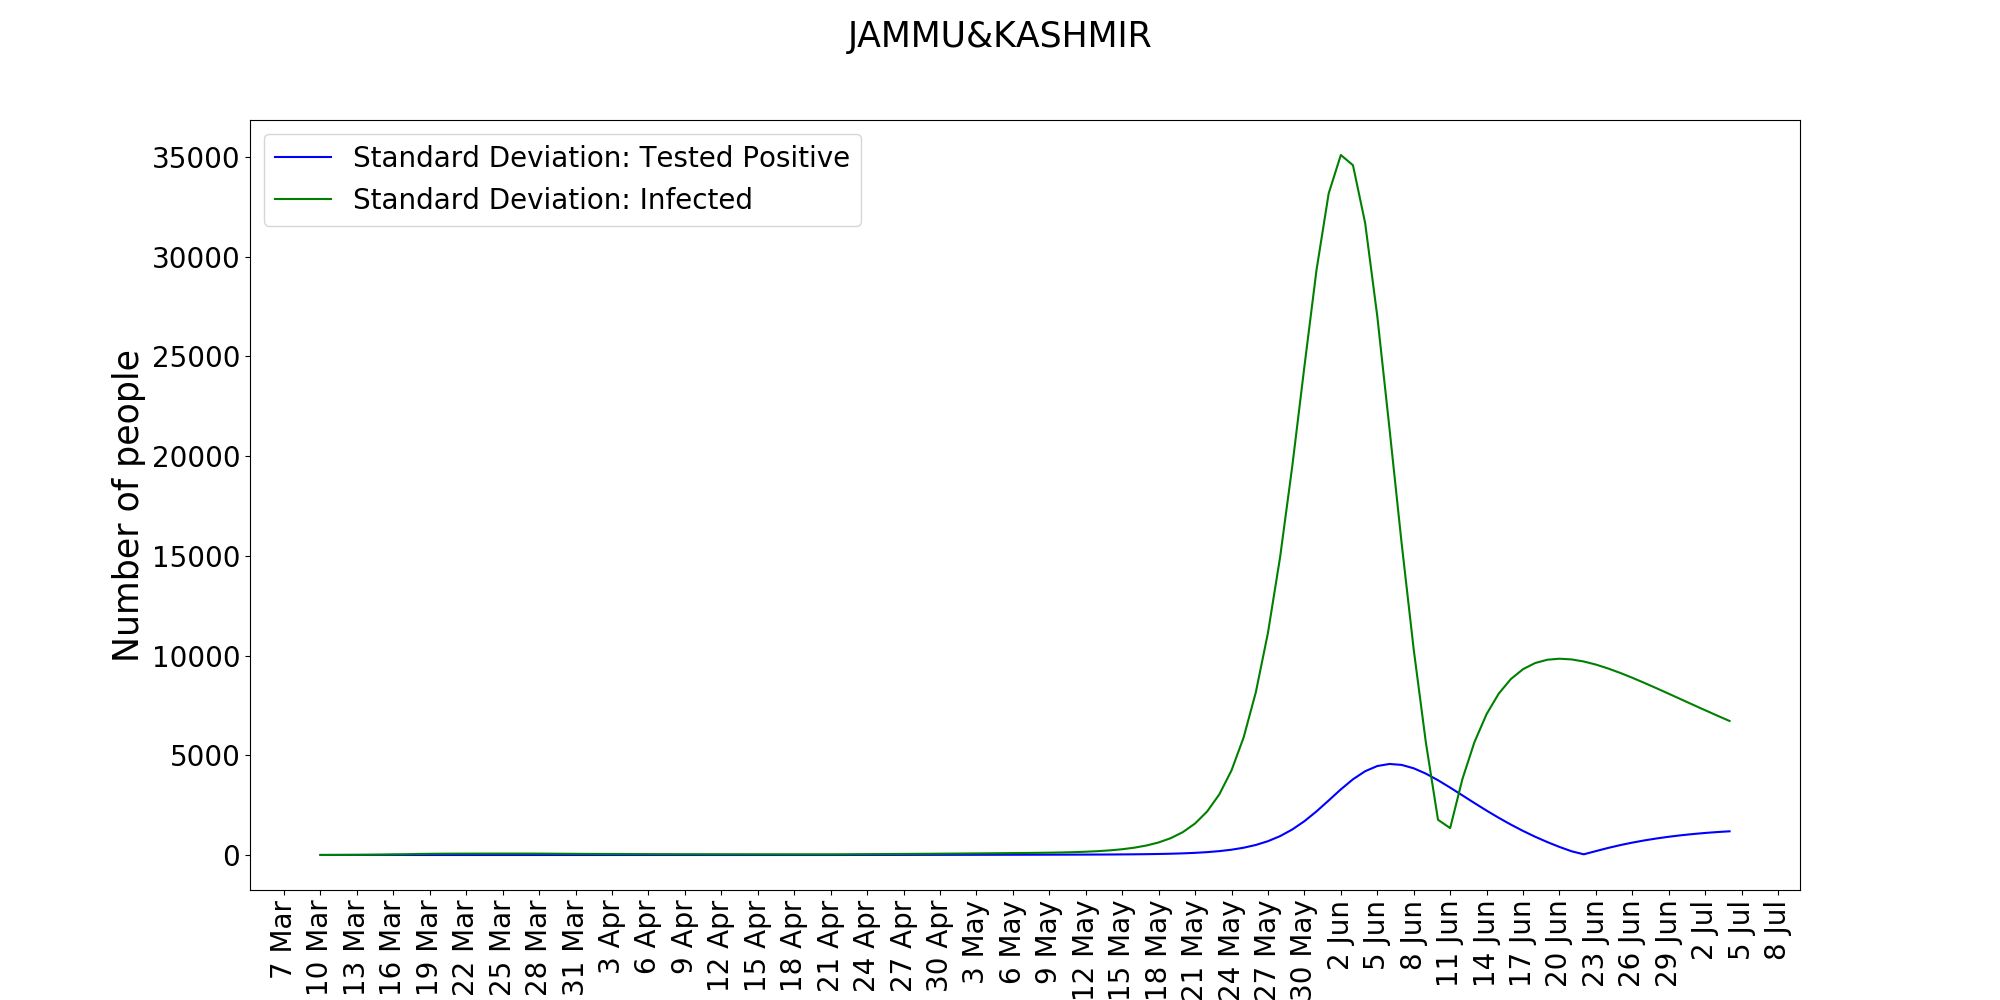 JAMMU&KASHMIR
Standard Deviation: Tested Positive
Standard Deviation: Infected
Number of people
35000
30000
25000
20000
15000
10000
5000
0
7 Mar
10 Mar
13 Mar
16 Mar
19 Mar
22 Mar
25 Mar
28 Mar
31 Mar
3 Apr
6 Apr
9 Apr
12 Apr
15 Apr
18 Apr
21 Apr
24 Apr
27 Apr
30 Apr
3 May
6 May
9 May
12 May
15 May
18 May
21 May
24 May
27 May
30 May
2 Jun
5 Jun
8 Jun
11 Jun
14 Jun
17 Jun
20 Jun
23 Jun
26 Jun
29 Jun
2 Jul
5 Jul
8 Jul